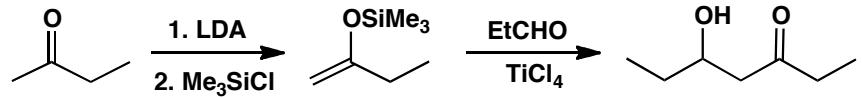 O
1. LDA
2. Me₃SiCl
OSiMe₃
EtCHO
TiCl₄
OH
O